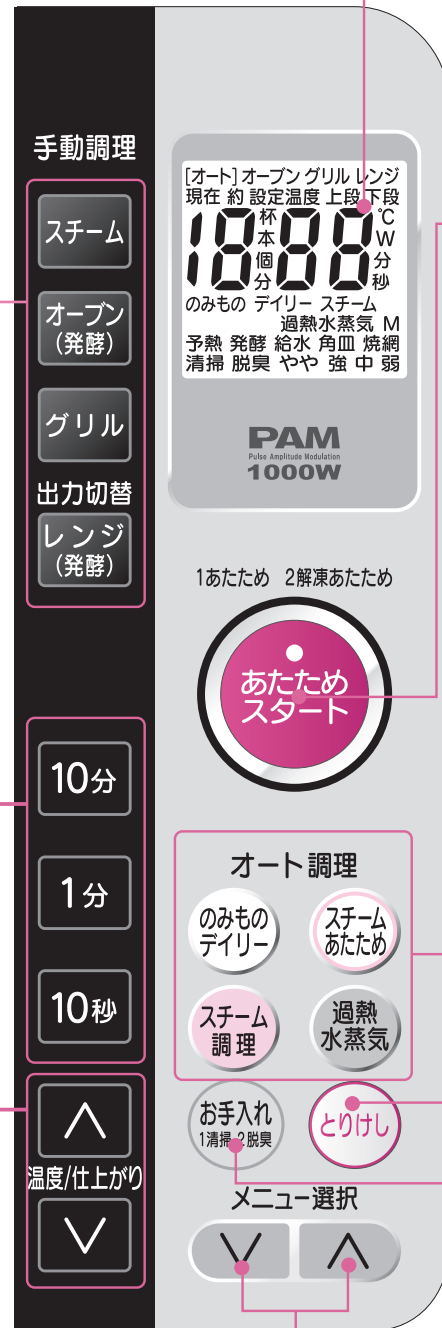 手動調理
スチーム
オーブン
(発酵)
グリル
出力切替
レンジ
(発酵)
10分
1分
10秒
温度/仕上がり
[オート] オーブン グリル レンジ
現在 約 設定温度 上段 下段
18 杯 88 ℃
本 W
個 分
分 秒
のみもの デイリー スチーム
過熱水蒸気 M
予熱 発酵 給水 角皿 焼網
清掃 脱臭 やや 強 中 弱
PAM
Pulse Amplitude Modulation
1000W
1あたため 2解凍あたため
あたため
スタート
オート調理
のみもの
デイリー
スチーム
あたため
スチーム
調理
過熱
水蒸気
お手入れ
1清掃 2脱臭
とりけし
メニュー選択